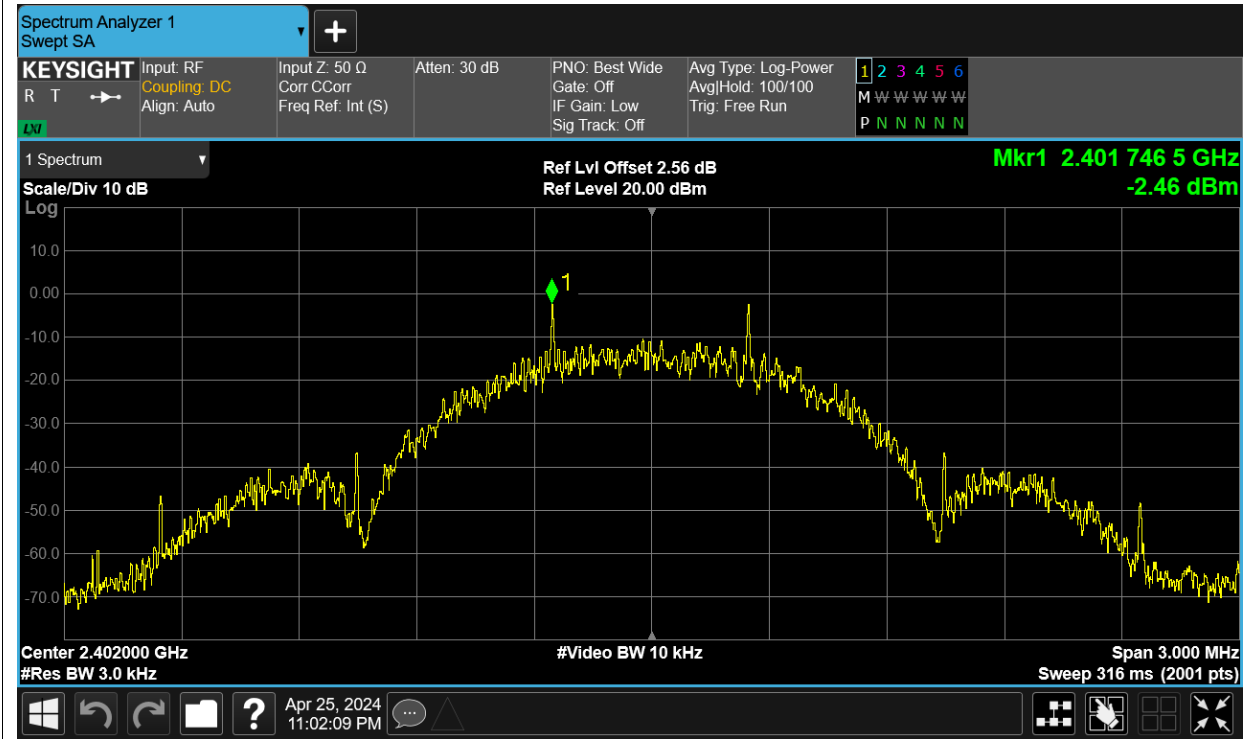 Spectrum Analyzer 1
Swept SA
KEYSIGHT
R T
LXI
Input: RF
Coupling: DC
Align: Auto
Input Z: 50 Ω
Corr CCorr
Freq Ref: Int (S)
Atten: 30 dB
PNO: Best Wide
Gate: Off
IF Gain: Low
Sig Track: Off
Avg Type: Log-Power
Avg|Hold: 100/100
Trig: Free Run
1 2 3 4 5 6
M W W W W W
P N N N N N
1 Spectrum
Scale/Div 10 dB
Log
Ref Lvl Offset 2.56 dB
Ref Level 20.00 dBm
Mkr1 2.401 746 5 GHz
-2.46 dBm
10.0
0.00
-10.0
-20.0
-30.0
-40.0
-50.0
-60.0
-70.0
1
Center 2.402000 GHz
#Res BW 3.0 kHz
#Video BW 10 kHz
Span 3.000 MHz
Sweep 316 ms (2001 pts)
?
Apr 25, 2024
11:02:09 PM